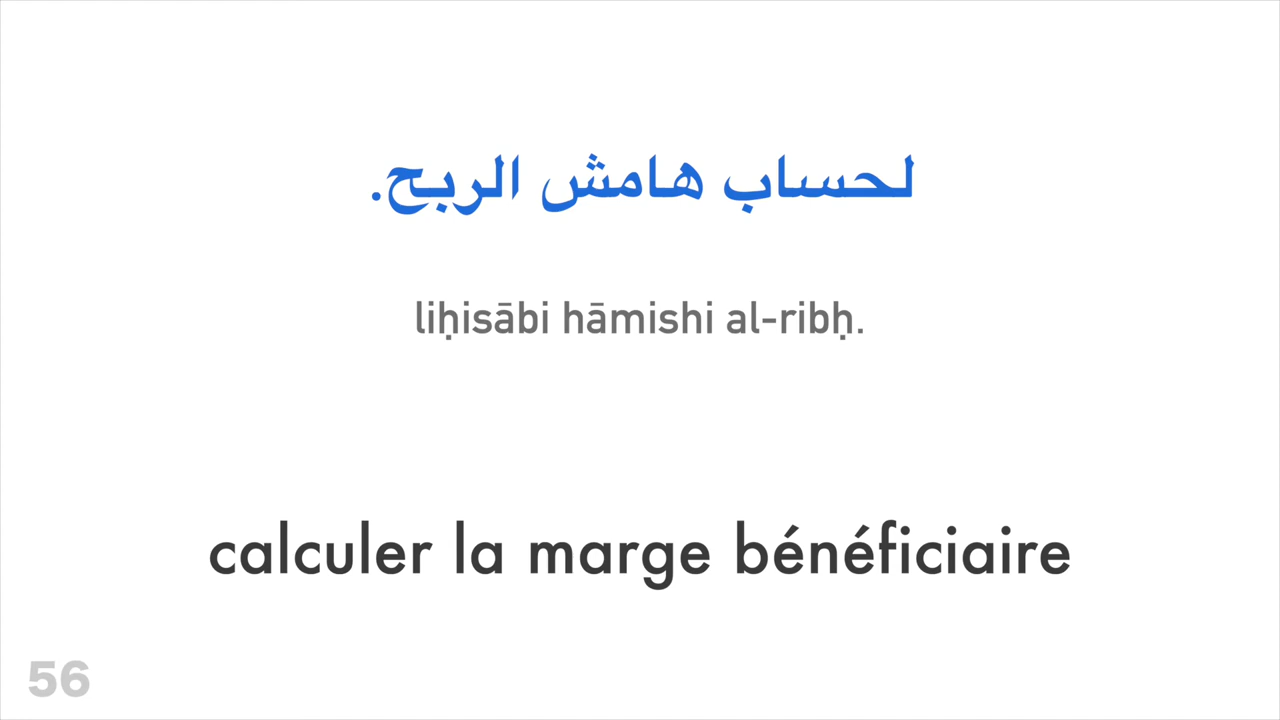 لحساب هامش الربح.
liḥisābi hāmishi al-ribḥ.
calculer la marge bénéficiaire
56